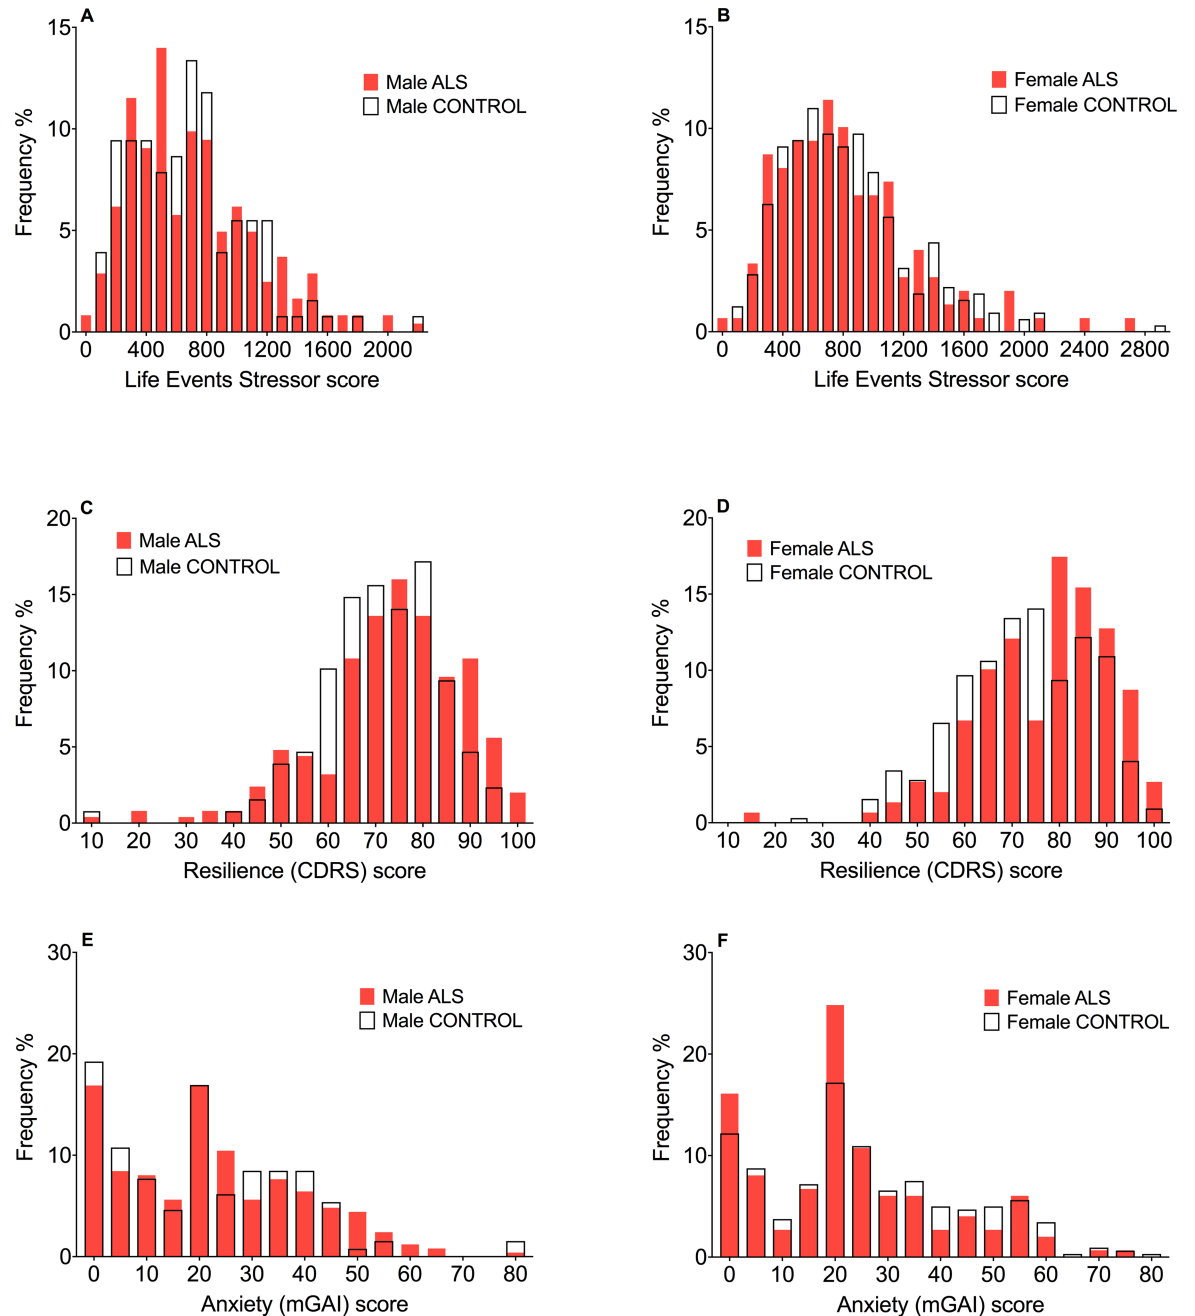 A
15
10
5
0
Frequency %
Male ALS
Male CONTROL
0 400 800 1200 1600 2000
Life Events Stressor score
B
15
10
5
0
Frequency %
Female ALS
Female CONTROL
0 400 800 1200 1600 2000 2400 2800
Life Events Stressor score
C
20
15
10
5
0
Frequency %
Male ALS
Male CONTROL
10 20 30 40 50 60 70 80 90 100
Resilience (CDRS) score
D
20
15
10
5
0
Frequency %
Female ALS
Female CONTROL
10 20 30 40 50 60 70 80 90 100
Resilience (CDRS) score
E
30
20
10
0
Frequency %
Male ALS
Male CONTROL
0 10 20 30 40 50 60 70 80
Anxiety (mGAI) score
F
30
20
10
0
Frequency %
Female ALS
Female CONTROL
0 10 20 30 40 50 60 70 80
Anxiety (mGAI) score